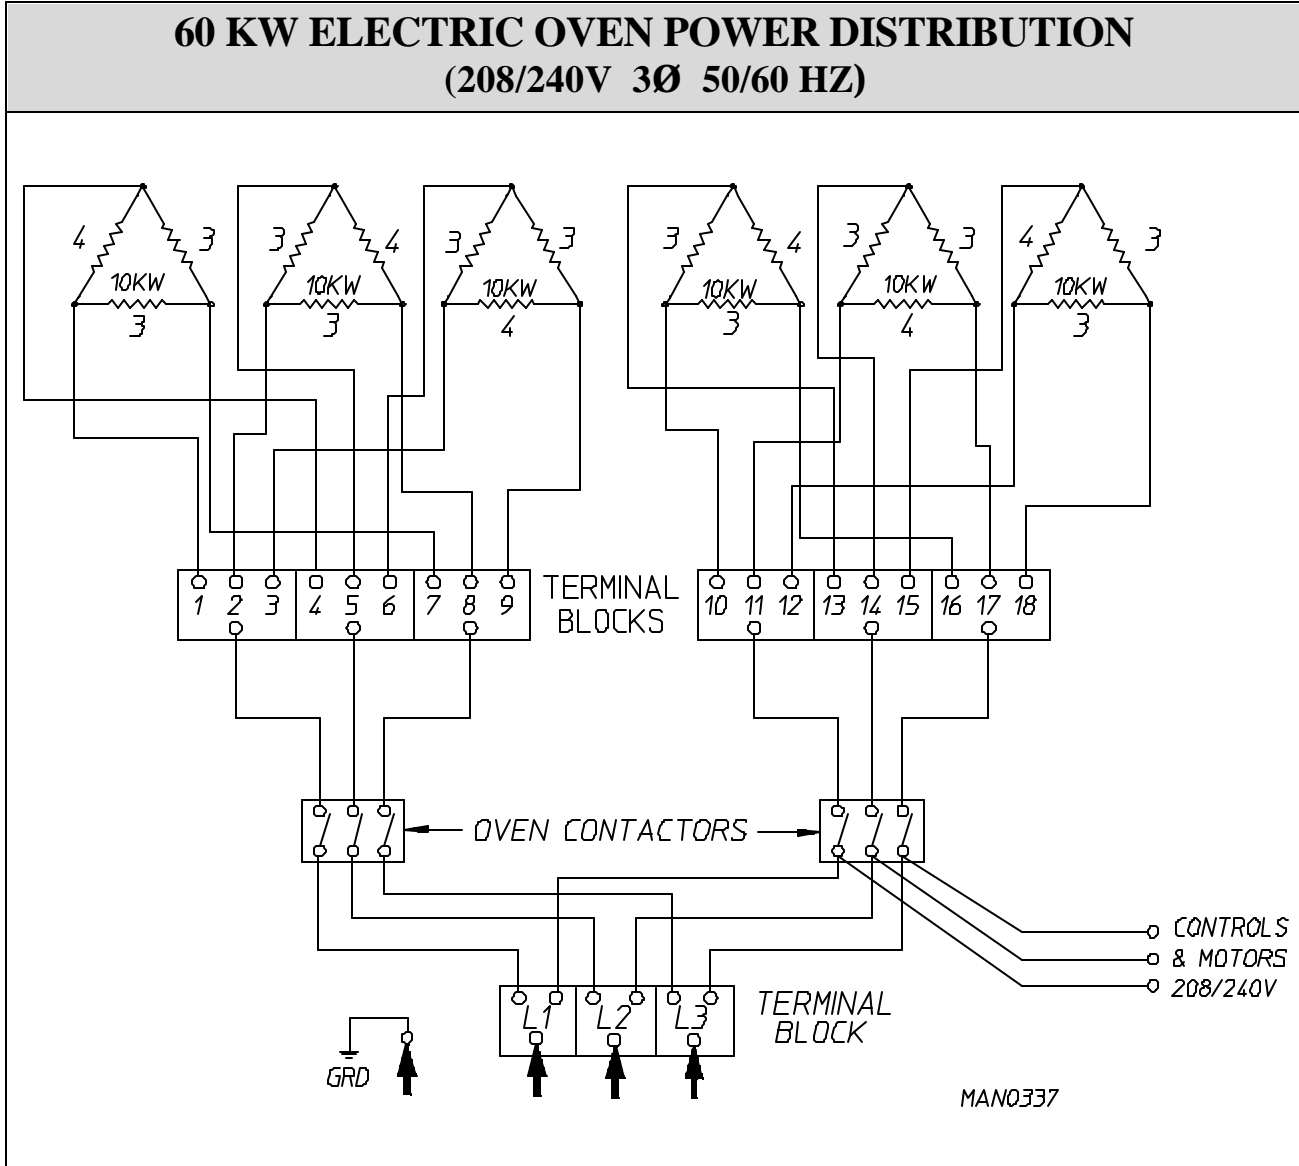 60 KW ELECTRIC OVEN POWER DISTRIBUTION
(208/240V 3Ø 50/60 HZ)
4 3 3 4 3 3 3 4 3 3 4 3
10KW 10KW 10KW 10KW 10KW 10KW
3 3 4 3 4 3
1 2 3 4 5 6 7 8 9
TERMINAL
BLOCKS
10 11 12 13 14 15 16 17 18
OVEN CONTACTORS
CONTROLS
& MOTORS
208/240V
L1 L2 L3
TERMINAL
BLOCK
GRD
MAN0337